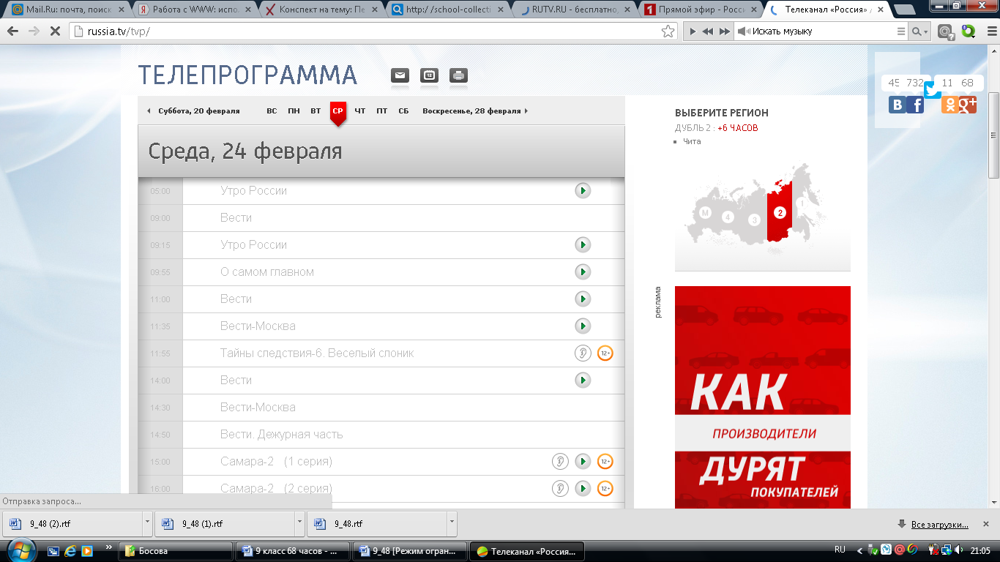 Mail.Ru: почта, поиск
Работа с WWW: испо
Конспект на тему: Пе
http://school-collecti
RUTV.RU - бесплатно
Прямой эфир - Росси
Телеканал «Россия» /
russia.tv/tvp/
Искать музыку
ТЕЛЕПРОГРАММА
12
45 732 11 68
Суббота, 20 февраля ВС ПН ВТ СР ЧТ ПТ СБ Воскресенье, 28 февраля
Среда, 24 февраля
05:00 Утро России
09:00 Вести
09:15 Утро России
09:55 О самом главном
11:00 Вести
11:35 Вести-Москва
11:55 Тайны следствия-6. Веселый слоник 12+
14:00 Вести
14:30 Вести-Москва
14:50 Вести. Дежурная часть
15:00 Самара-2 (1 серия) 12+
16:00 Самара-2 (2 серия) 12+
ВЫБЕРИТЕ РЕГИОН
ДУБЛЬ 2 : +6 ЧАСОВ
Чита
М 4 3 2 1
реклама
КАК
ПРОИЗВОДИТЕЛИ
ДУРЯТ
ПОКУПАТЕЛЕЙ
Отправка запроса...
9_48 (2).rtf
9_48 (1).rtf
9_48.rtf
Все загрузки...
Босова
9 класс 68 часов - ...
9_48 [Режим огран...
Телеканал «Россия...
RU
21:05